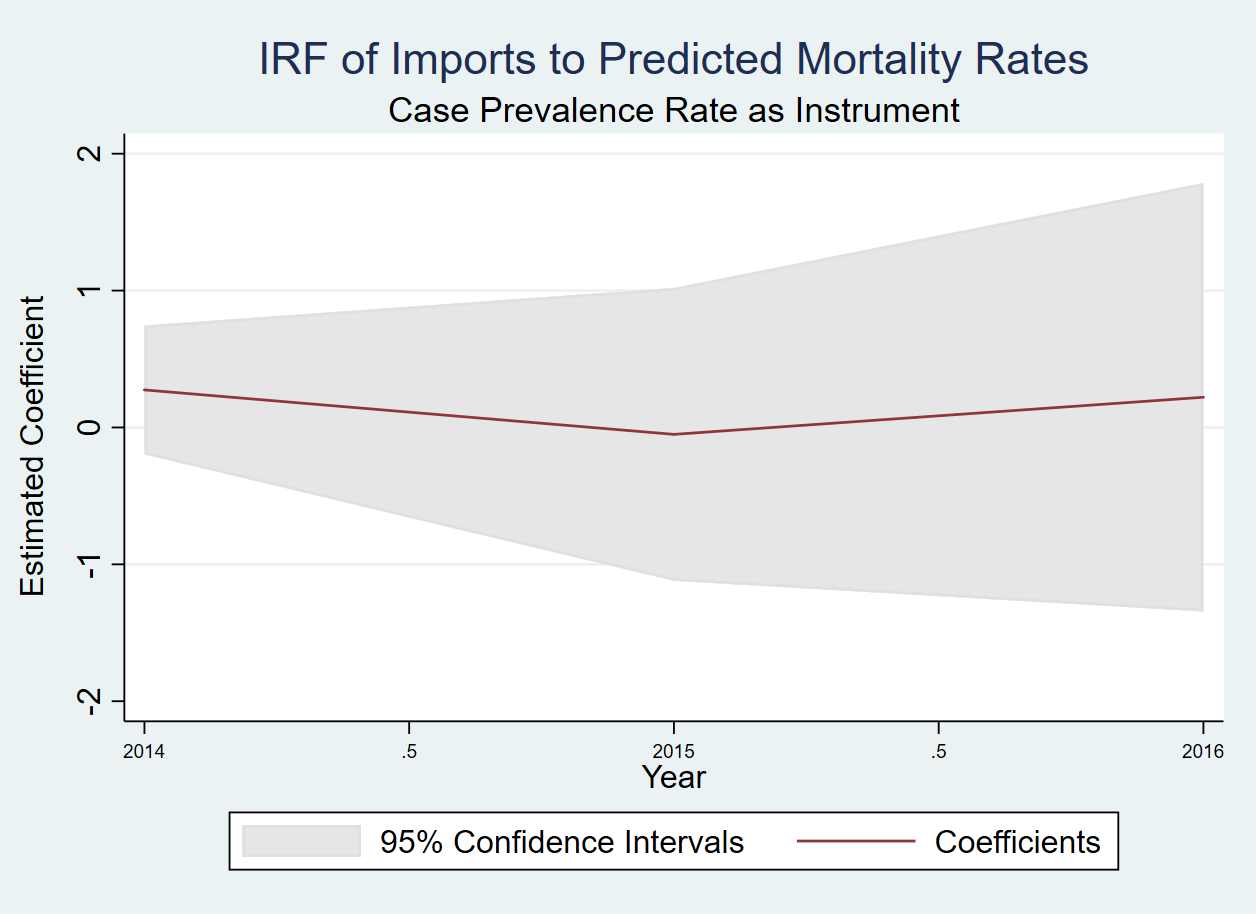 IRF of Imports to Predicted Mortality Rates
Case Prevalence Rate as Instrument
Estimated Coefficient
2
1
0
-1
-2
2014 .5 2015 .5 2016
Year
95% Confidence Intervals Coefficients